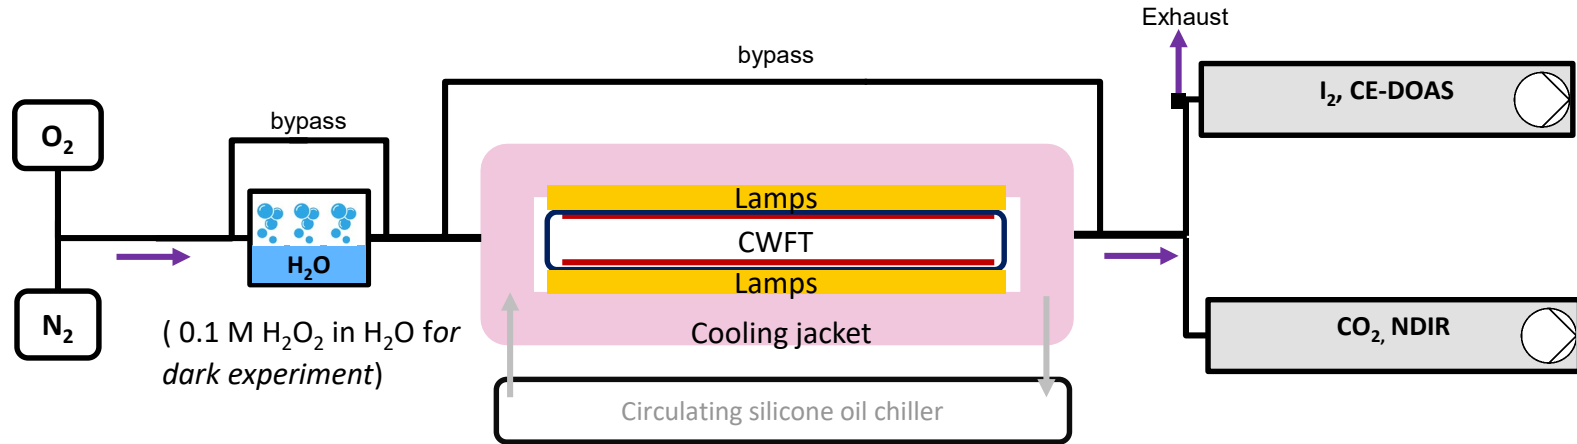 Exhaust
bypass
I₂, CE-DOAS
O₂
bypass
Lamps
CWFT
H₂O
Lamps
N₂
( 0.1 M H₂O₂ in H₂O for
dark experiment)
Cooling jacket
CO₂, NDIR
Circulating silicone oil chiller